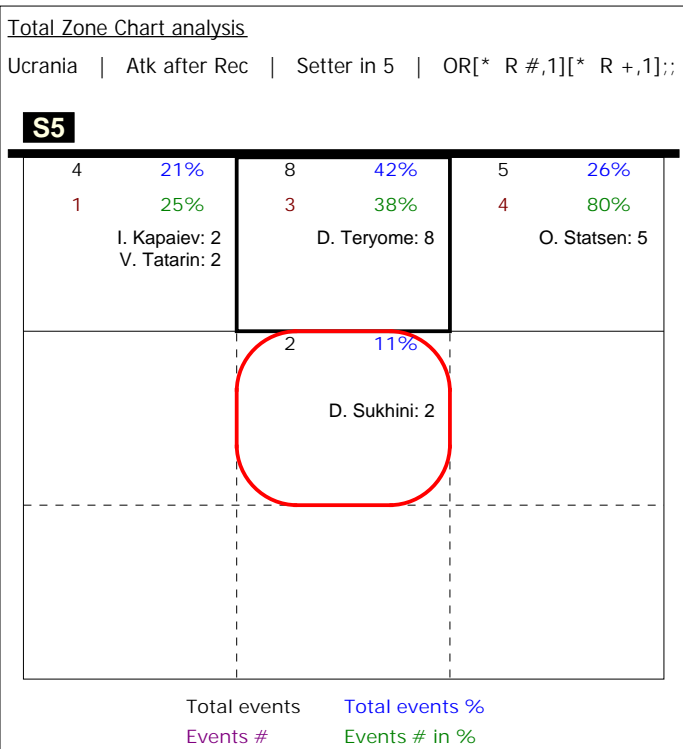 Total Zone Chart analysis
Ucrania | Atk after Rec | Setter in 5 | OR[* R #,1][* R +,1];;
S5
4 21% 8 42% 5 26%
1 25% 3 38% 4 80%
I. Kapaiev: 2 D. Teryome: 8 O. Statsen: 5
V. Tatarin: 2
2 11%
D. Sukhini: 2
Total events Total events %
Events # Events # in %